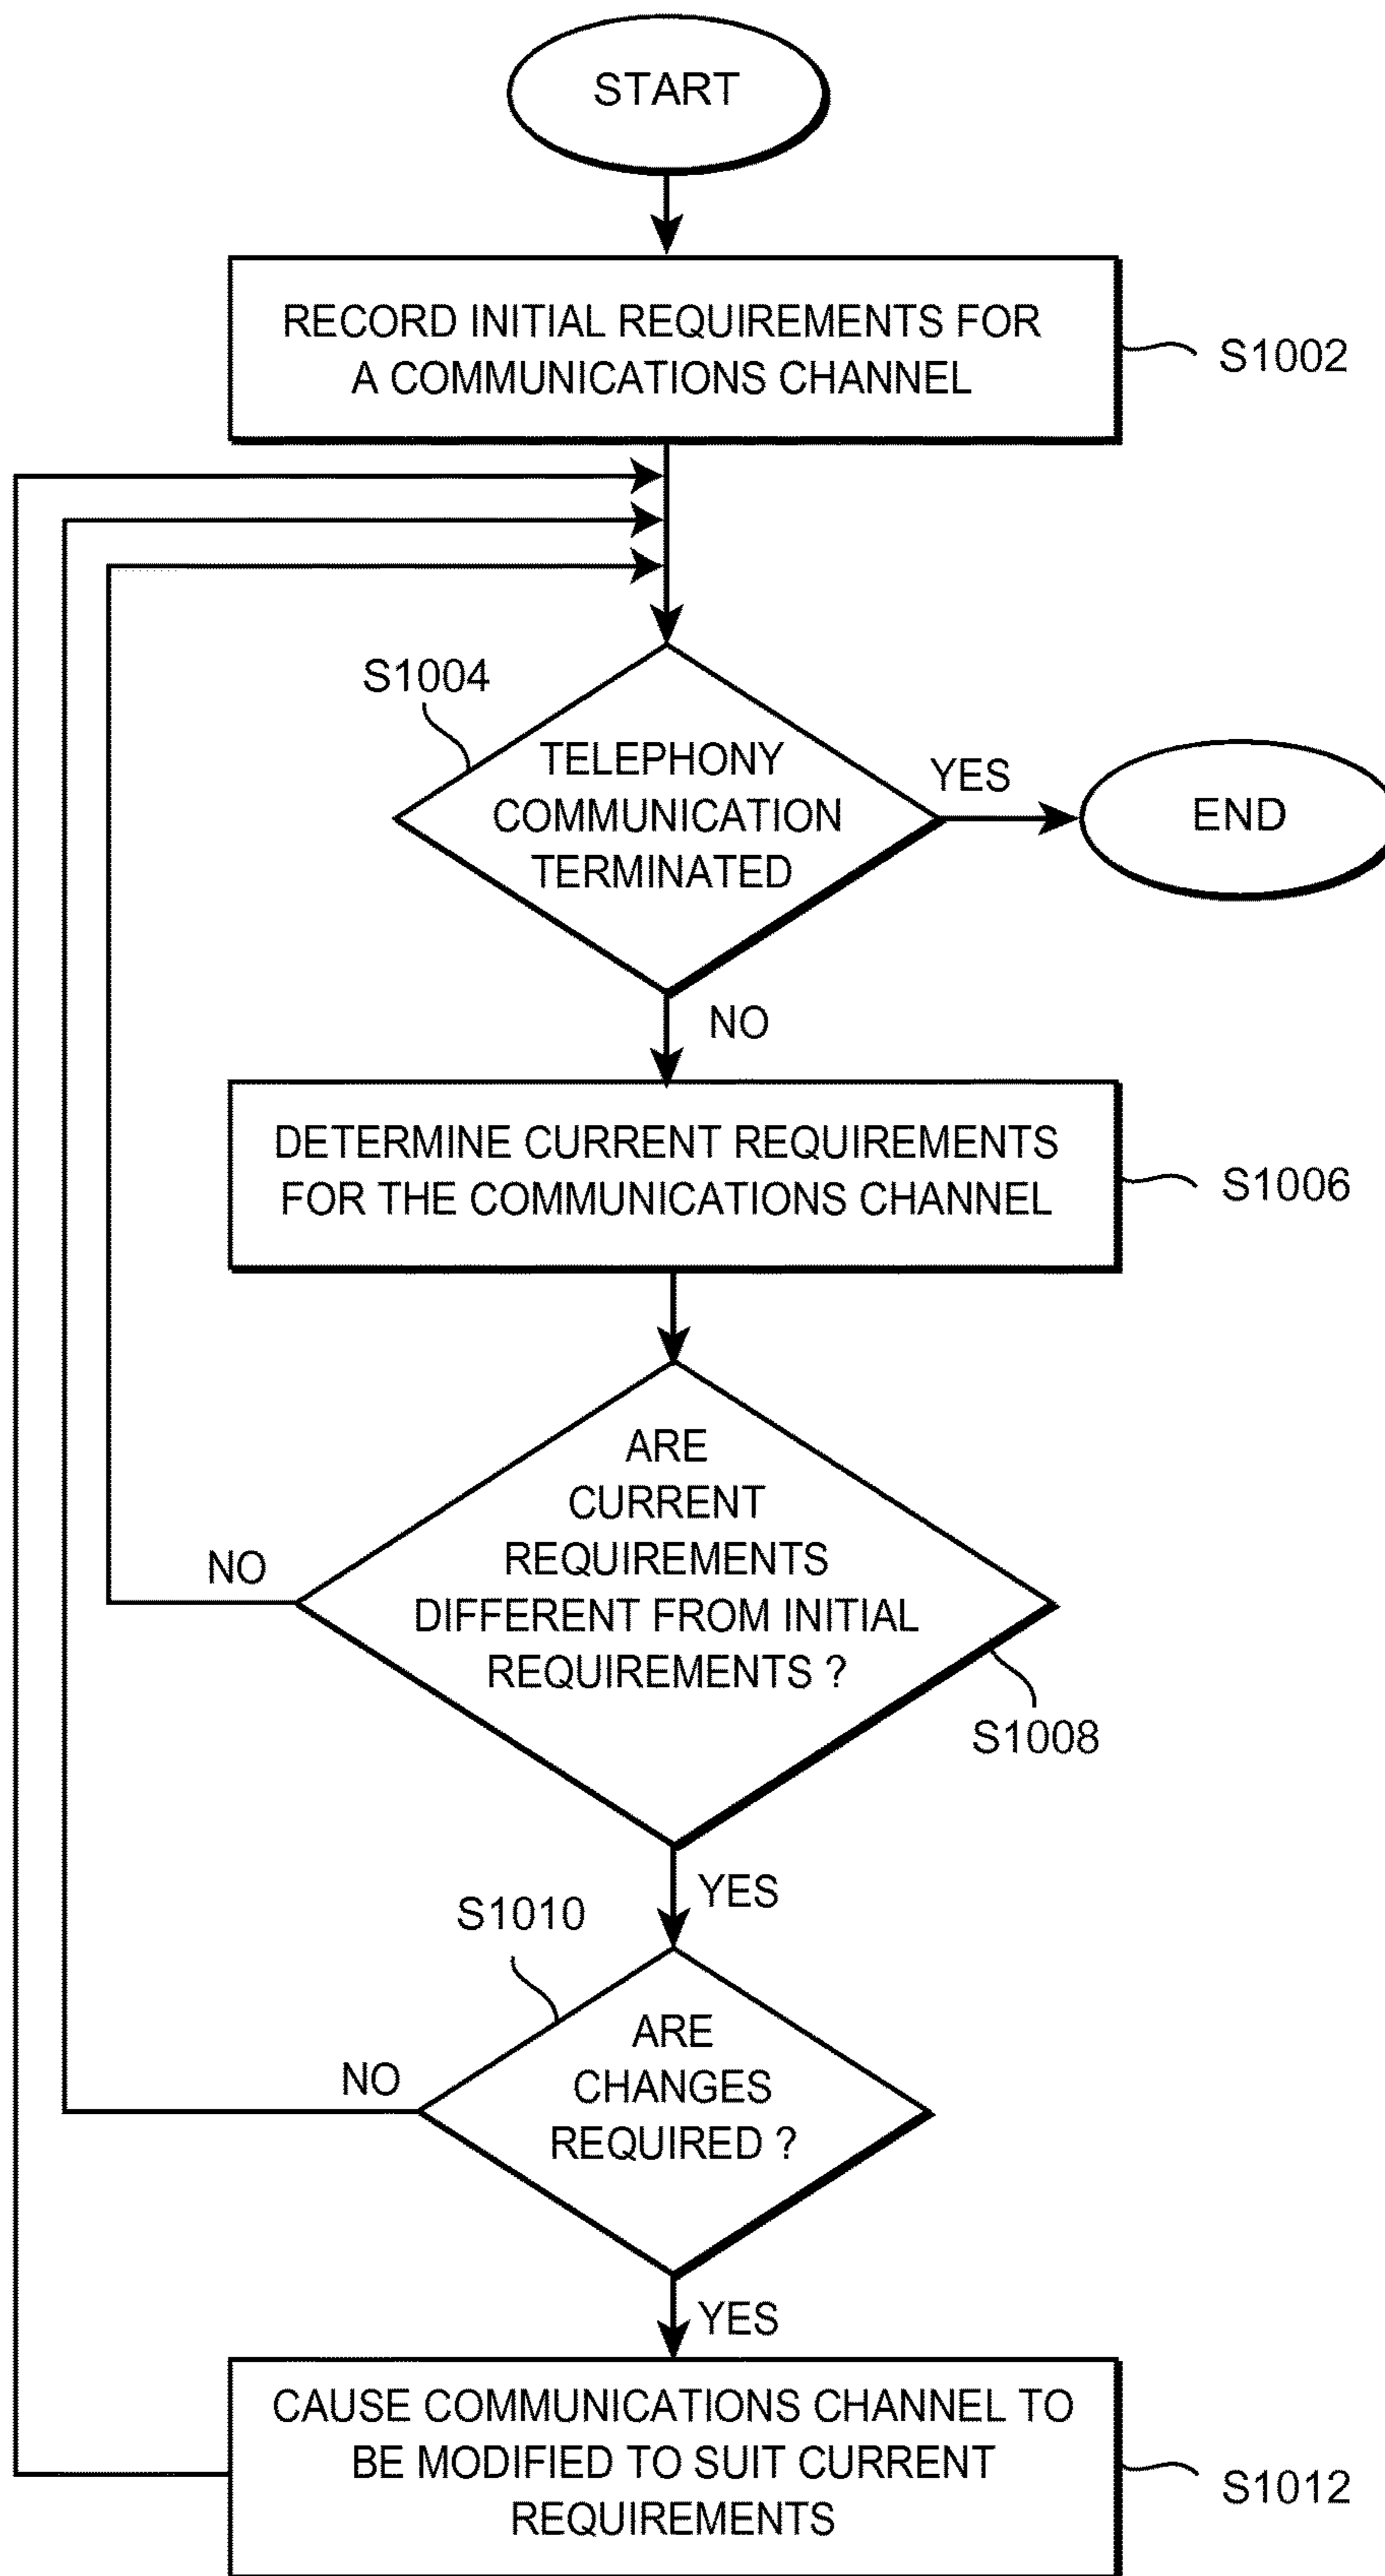 START
RECORD INITIAL REQUIREMENTS FOR
A COMMUNICATIONS CHANNEL
S1002
S1004
TELEPHONY
COMMUNICATION
TERMINATED
YES
END
NO
DETERMINE CURRENT REQUIREMENTS
FOR THE COMMUNICATIONS CHANNEL
S1006
ARE
CURRENT
REQUIREMENTS
DIFFERENT FROM INITIAL
REQUIREMENTS ?
NO
S1008
YES
S1010
ARE
CHANGES
REQUIRED ?
NO
YES
CAUSE COMMUNICATIONS CHANNEL TO
BE MODIFIED TO SUIT CURRENT
REQUIREMENTS
S1012